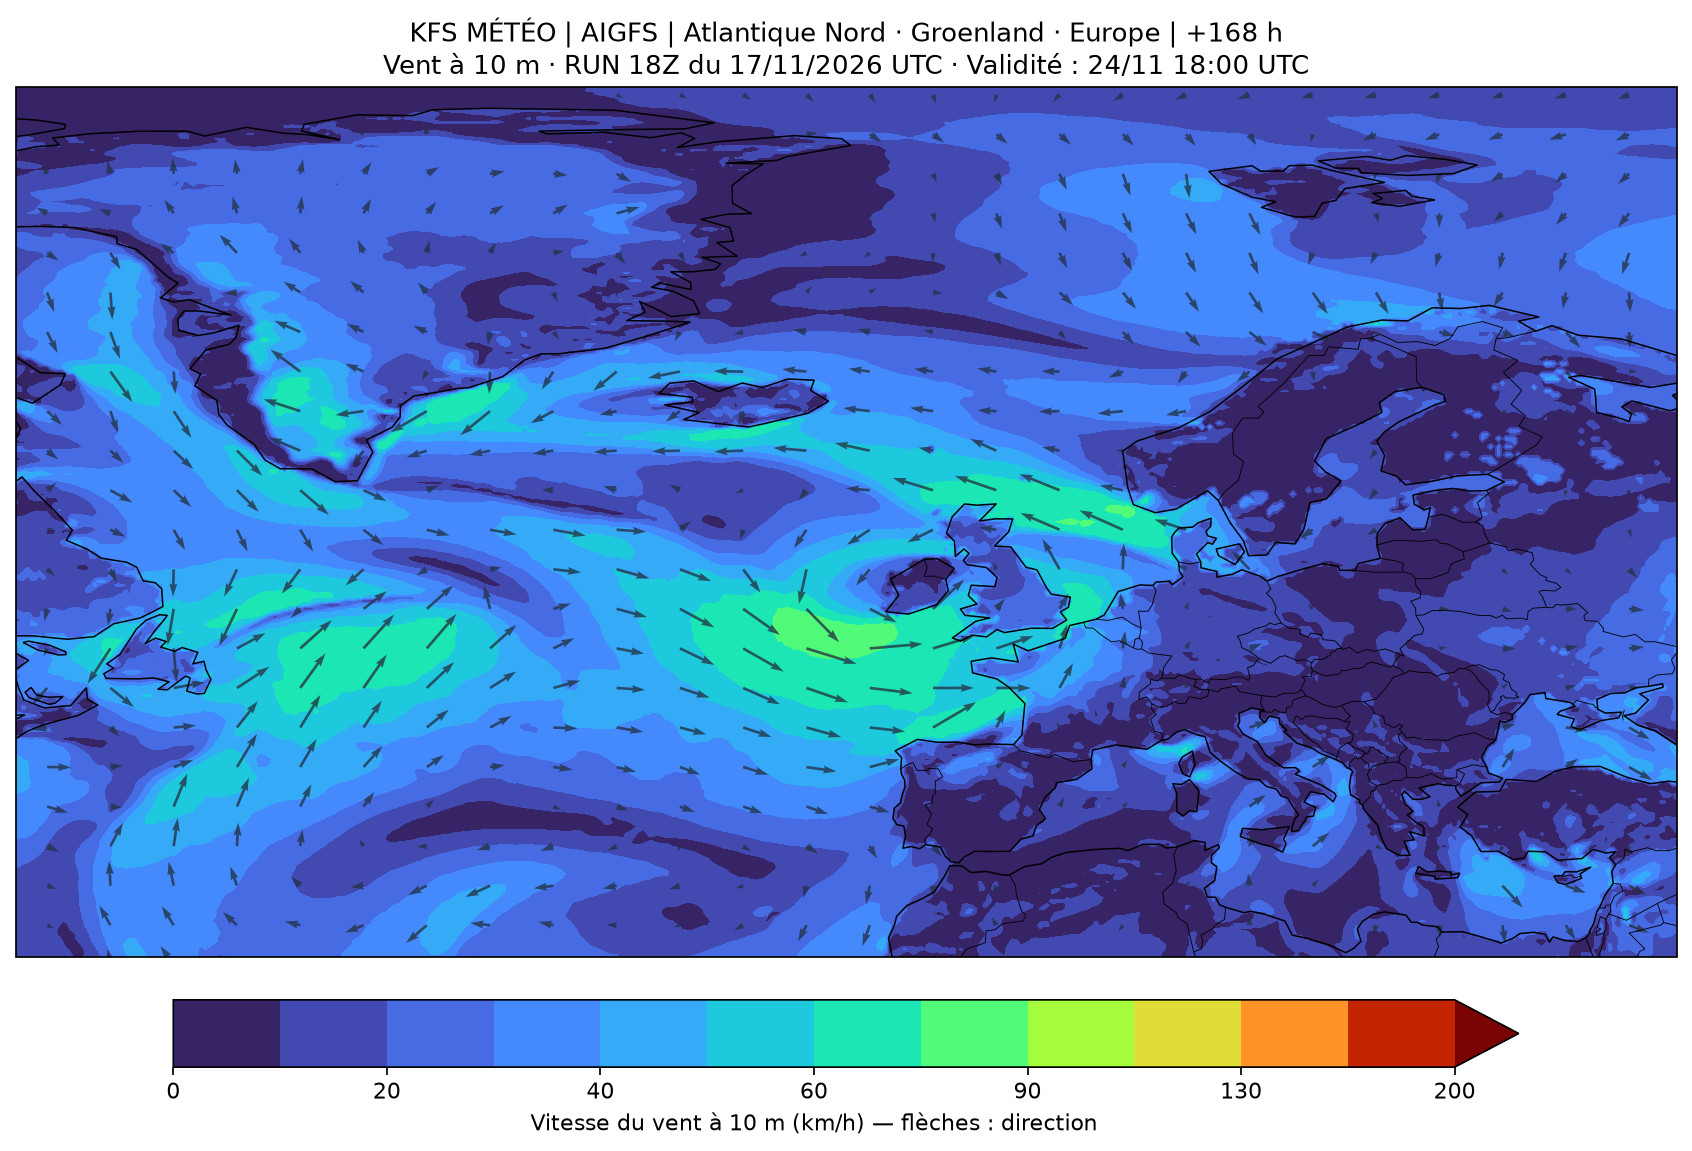 KFS MÉTÉO | AIGFS | Atlantique Nord · Groenland · Europe | +168 h
Vent à 10 m · RUN 18Z du 17/11/2026 UTC · Validité : 24/11 18:00 UTC
0 20 40 60 90 130 200
Vitesse du vent à 10 m (km/h) — flèches : direction